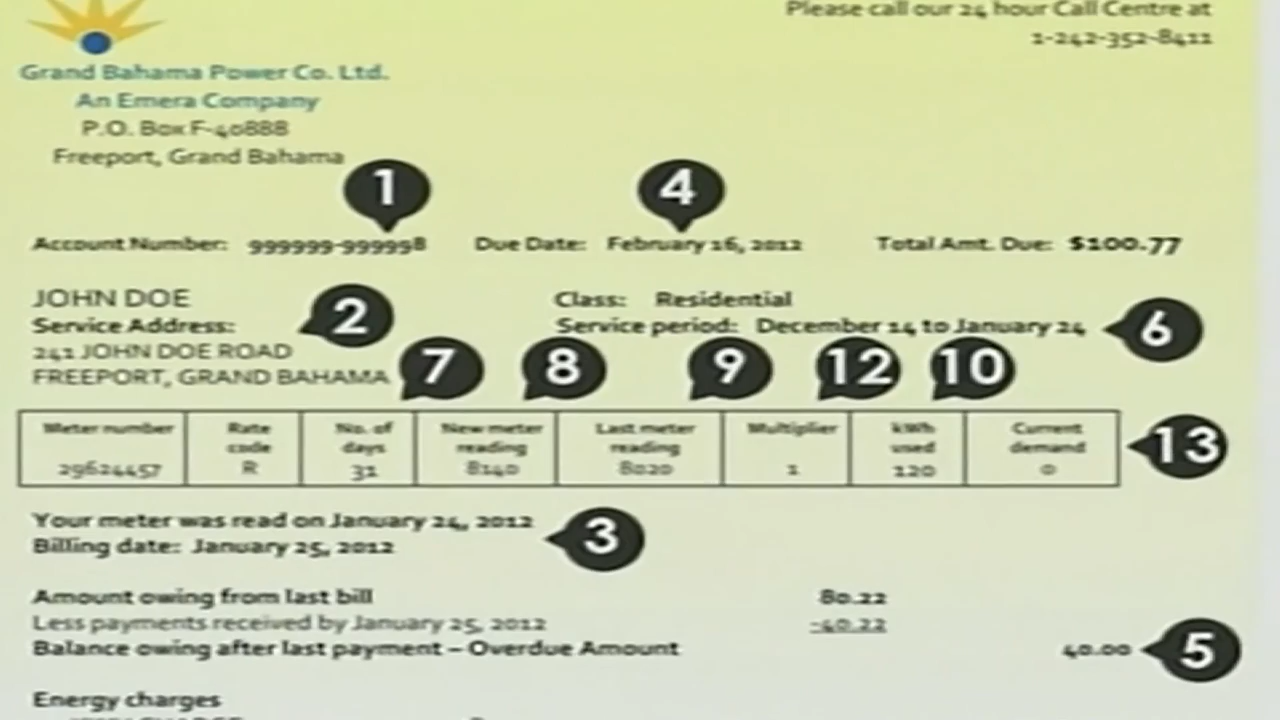 Please call our 24 hour Call Centre at
1-242-352-8411
Grand Bahama Power Co. Ltd.
An Emera Company
P.O. Box F-40888
Freeport, Grand Bahama
1
4
Account Number: 999999-999998 Due Date: February 16, 2012 Total Amt. Due: $100.77
JOHN DOE Class: Residential
Service Address: 2 Service period: December 14 to January 24 6
241 JOHN DOE ROAD
FREEPORT, GRAND BAHAMA 7 8 9 12 10
Meter number Rate code No. of days New meter reading Last meter reading Multiplier kWh used Current demand 13
29624457 R 31 8140 8020 1 120 0
Your meter was read on January 24, 2012 3
Billing date: January 25, 2012
Amount owing from last bill 80.22
Less payments received by January 25, 2012 -40.22
Balance owing after last payment – Overdue Amount 40.00 5
Energy charges